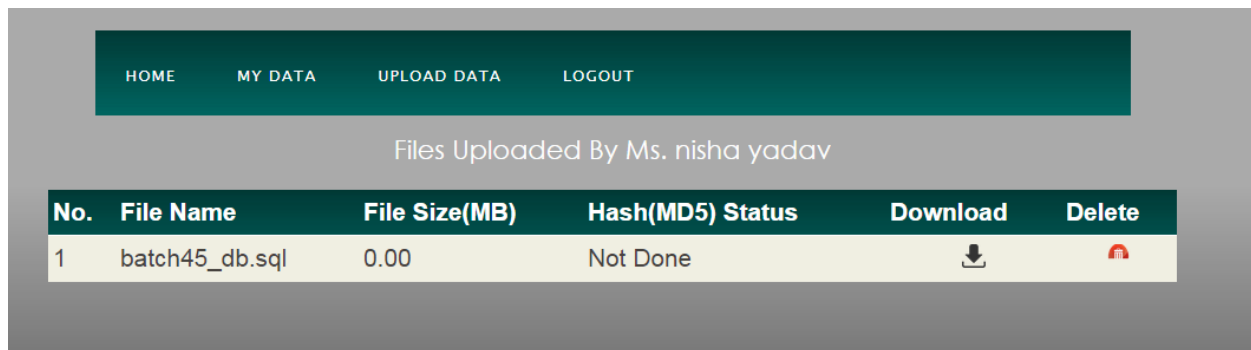 HOME MY DATA UPLOAD DATA LOGOUT
Files Uploaded By Ms. nisha yadav
No. File Name File Size(MB) Hash(MD5) Status Download Delete
1 batch45_db.sql 0.00 Not Done